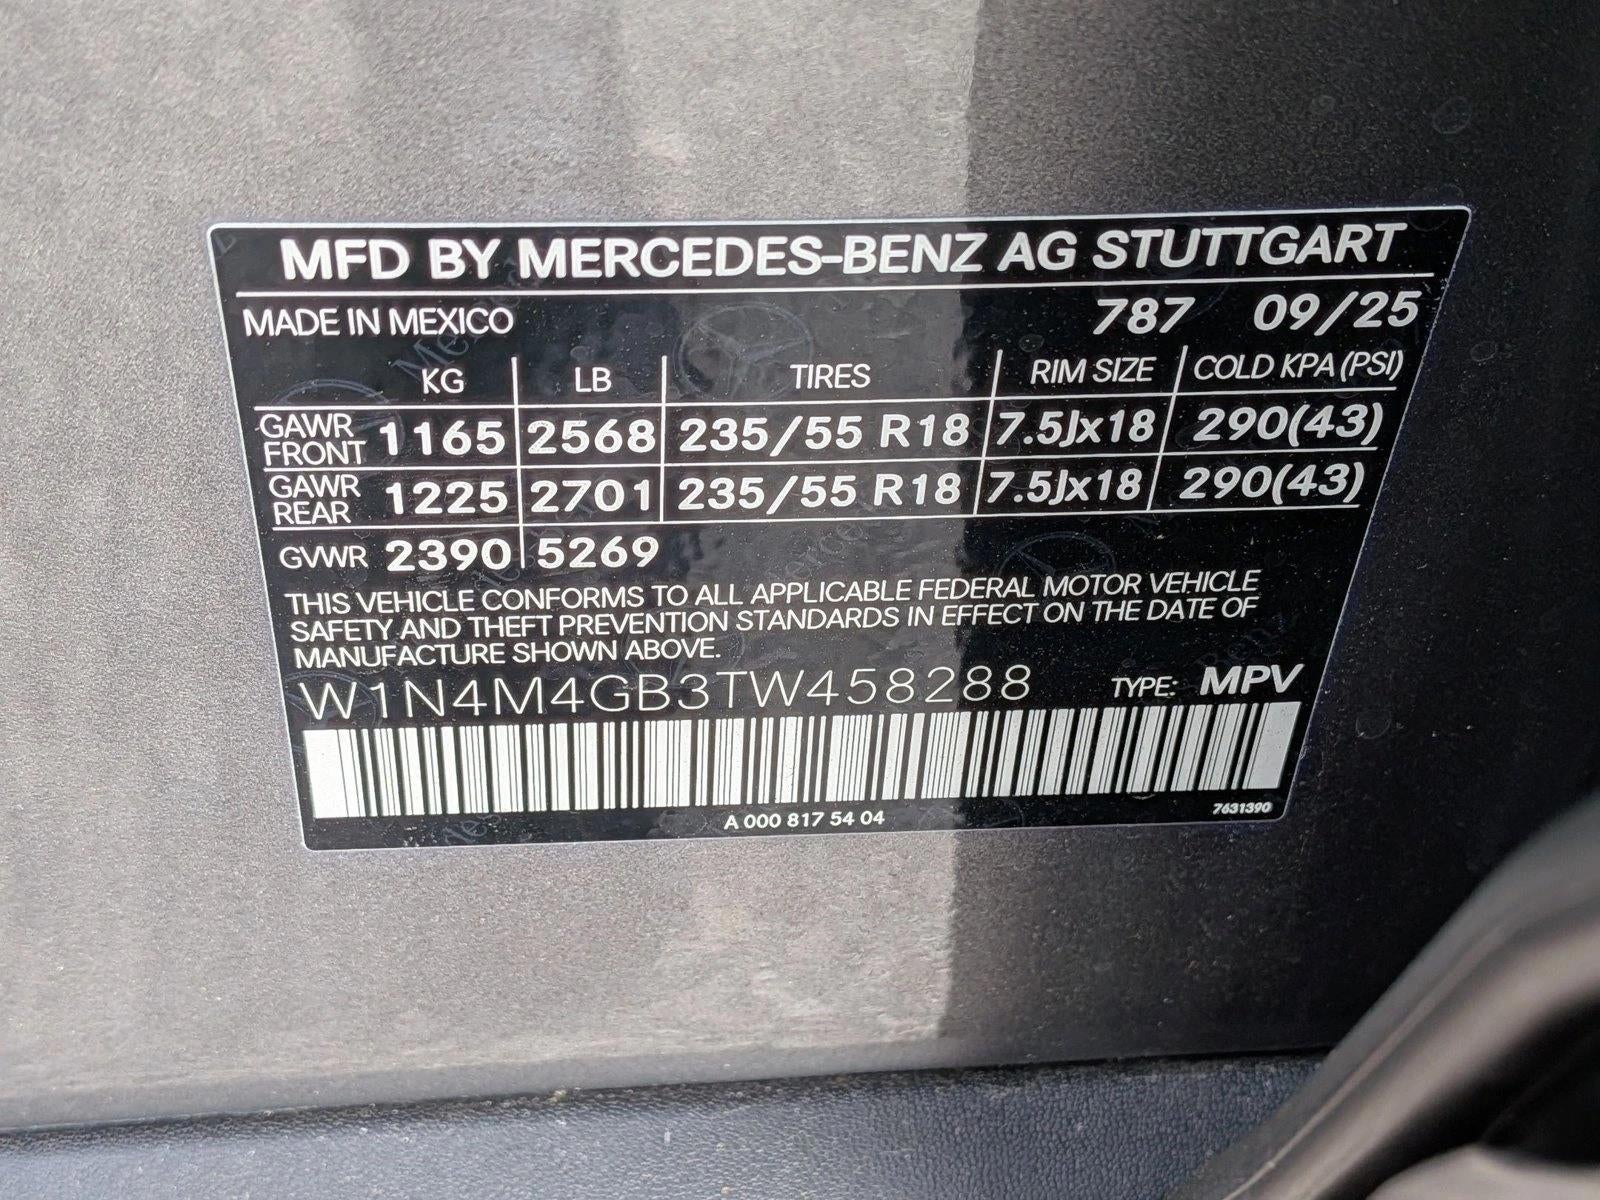 MFD BY MERCEDES-BENZ AG STUTTGART
MADE IN MEXICO 787 09/25
KG LB TIRES RIM SIZE COLD KPA (PSI)
GAWR FRONT 1165 2568 235/55 R18 7.5Jx18 290(43)
GAWR REAR 1225 2701 235/55 R18 7.5Jx18 290(43)
GVWR 2390 5269
THIS VEHICLE CONFORMS TO ALL APPLICABLE FEDERAL MOTOR VEHICLE
SAFETY AND THEFT PREVENTION STANDARDS IN EFFECT ON THE DATE OF
MANUFACTURE SHOWN ABOVE.
W1N4M4GB3TW458288 TYPE: MPV
A 000 817 54 04 7631390